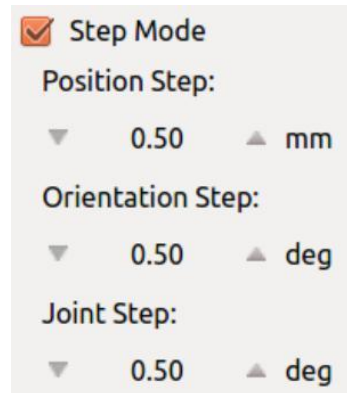 Step Mode
Position Step:
0.50 mm
Orientation Step:
0.50 deg
Joint Step:
0.50 deg